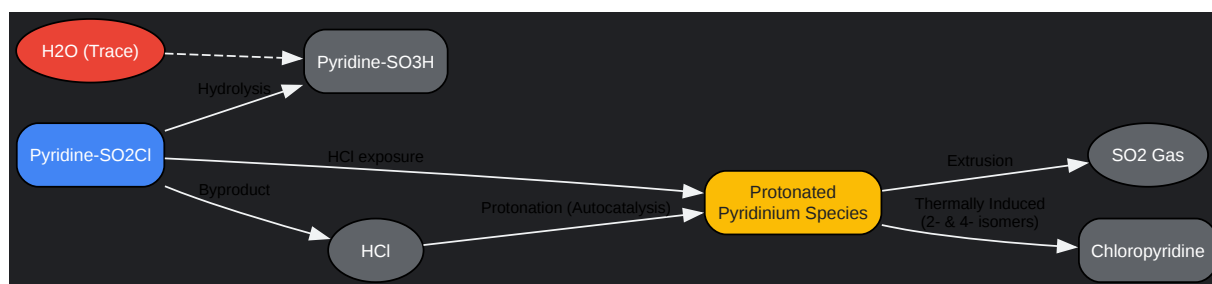 H2O (Trace)
Pyridine-SO3H
Hydrolysis
Pyridine-SO2Cl
HCl exposure
Byproduct
HCl
Protonation (Autocatalysis)
Protonated
Pyridinium Species
Extrusion
SO2 Gas
Thermally Induced
(2- & 4- isomers)
Chloropyridine